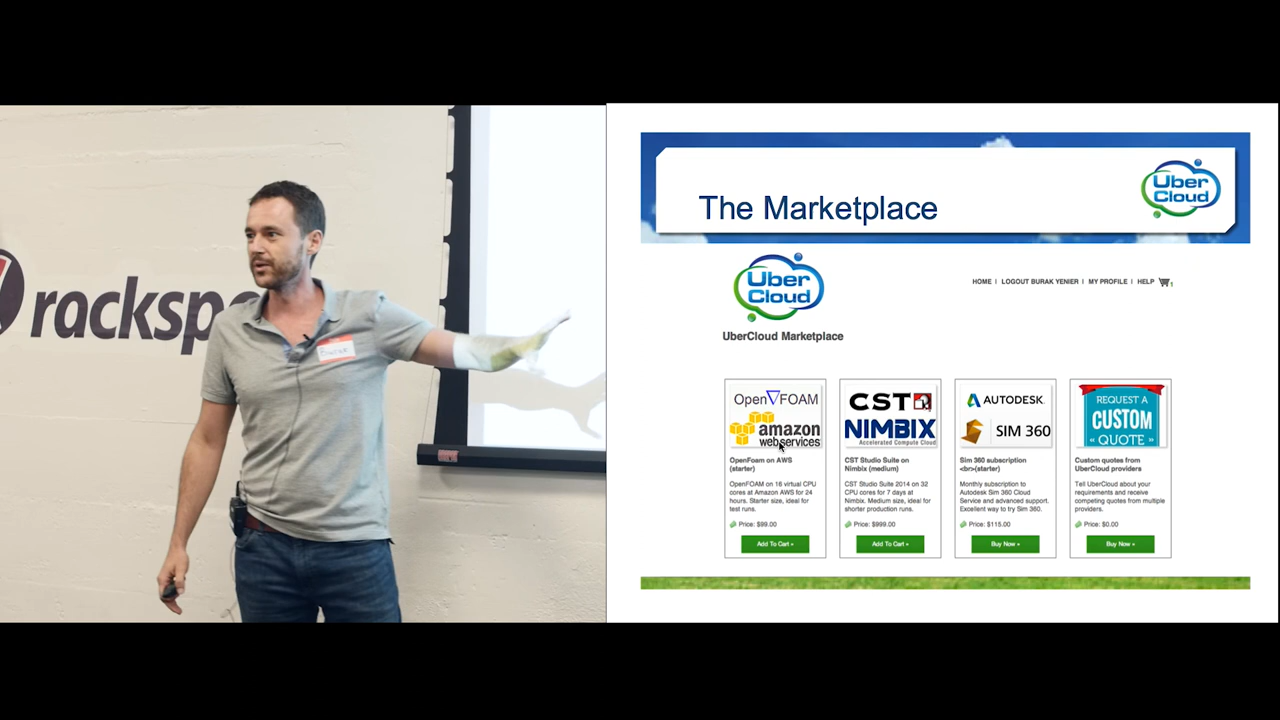 racksp
The Marketplace
Uber
Cloud
Uber
Cloud
HOME | LOGOUT BURAK YENIER | MY PROFILE | HELP
1
UberCloud Marketplace
Open∇FOAM
amazon
webservices
OpenFoam on AWS
(starter)
OpenFOAM on 16 virtual CPU
cores at Amazon AWS for 24
hours. Starter size, ideal for
test runs.
Price: $99.00
Add To Cart »
CST
NIMBIX
Accelerated Compute Cloud
CST Studio Suite on
Nimbix (medium)
CST Studio Suite 2014 on 32
CPU cores for 7 days at
Nimbix. Medium size, ideal for
shorter production runs.
Price: $999.00
Add To Cart »
AUTODESK
SIM 360
Sim 360 subscription
<br>(starter)
Monthly subscription to
Autodesk Sim 360 Cloud
Service and advanced support.
Excellent way to try Sim 360.
Price: $115.00
Buy Now »
REQUEST A
CUSTOM
« QUOTE »
Custom quotes from
UberCloud providers
Tell UberCloud about your
requirements and receive
competing quotes from multiple
providers.
Price: $0.00
Buy Now »